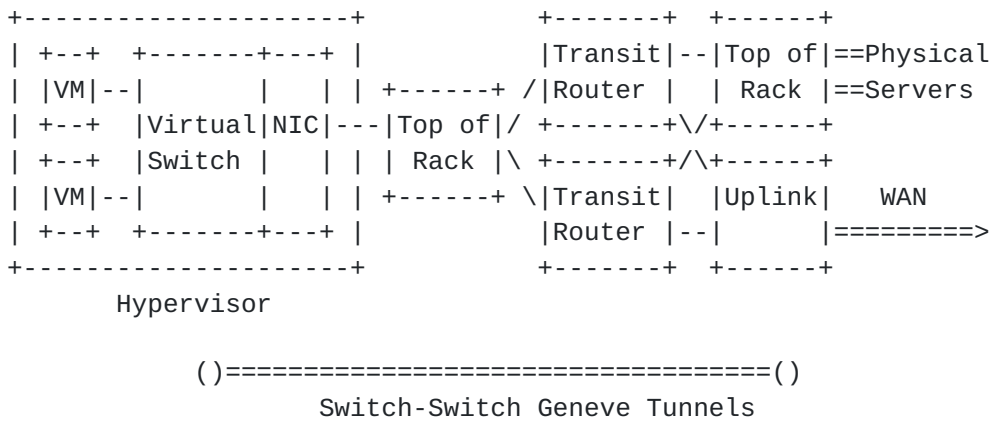 +---------------------+           +-------+  +------+
| +--+  +-------+---+ |           |Transit|--|Top of|==Physical
| |VM|--|       |   | | +------+ /|Router |  | Rack |==Servers
| +--+  |Virtual|NIC|---|Top of|/ +-------+\/+------+
| +--+  |Switch |   | | | Rack |\ +-------+/\+------+
| |VM|--|       |   | | +------+ \|Transit|  |Uplink|   WAN
| +--+  +-------+---+ |           |Router |--|      |=========>
+---------------------+           +-------+  +------+
       Hypervisor

            ()===================================()
                    Switch-Switch Geneve Tunnels